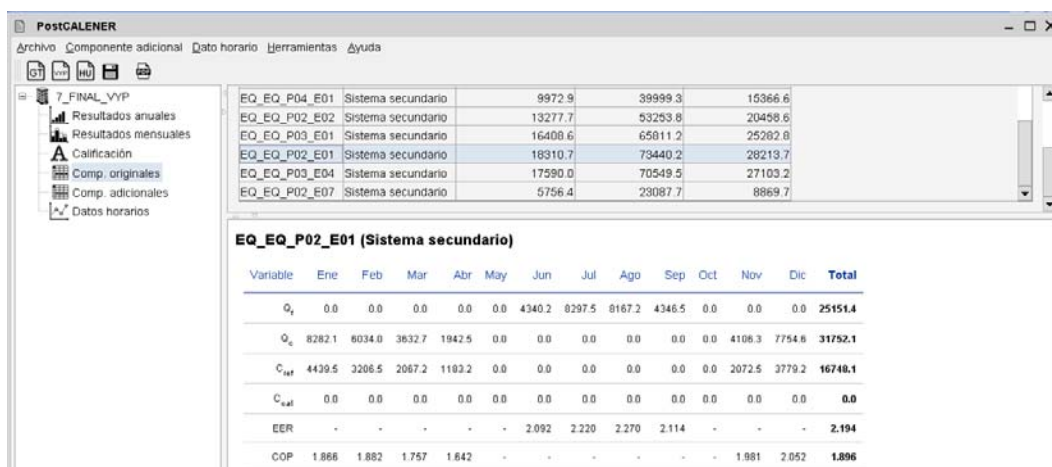 PostCALENER
Archivo Componente adicional Dato horario Herramientas Ayuda
GT VYP HU
7_FINAL_VYP
Resultados anuales
Resultados mensuales
Calificación
Comp. originales
Comp. adicionales
Datos horarios
EQ_EQ_P04_E01 Sistema secundario 9972.9 39999.3 15366.6
EQ_EQ_P02_E02 Sistema secundario 13277.7 53253.8 20458.6
EQ_EQ_P03_E01 Sistema secundario 16408.6 65811.2 25282.8
EQ_EQ_P02_E01 Sistema secundario 18310.7 73440.2 28213.7
EQ_EQ_P03_E04 Sistema secundario 17590.0 70549.5 27103.2
EQ_EQ_P02_E07 Sistema secundario 5756.4 23087.7 8869.7
EQ_EQ_P02_E01 (Sistema secundario)
Variable Ene Feb Mar Abr May Jun Jul Ago Sep Oct Nov Dic Total
Qf 0.0 0.0 0.0 0.0 0.0 4340.2 8297.5 8167.2 4346.5 0.0 0.0 0.0 25151.4
Qc 8282.1 6034.0 3632.7 1942.5 0.0 0.0 0.0 0.0 0.0 0.0 4106.3 7754.6 31752.1
Cref 4439.5 3206.5 2067.2 1183.2 0.0 0.0 0.0 0.0 0.0 0.0 2072.5 3779.2 16748.1
Ccal 0.0 0.0 0.0 0.0 0.0 0.0 0.0 0.0 0.0 0.0 0.0 0.0 0.0
EER - - - - - 2.092 2.220 2.270 2.114 - - - 2.194
COP 1.866 1.882 1.757 1.642 - - - - - - 1.981 2.052 1.896